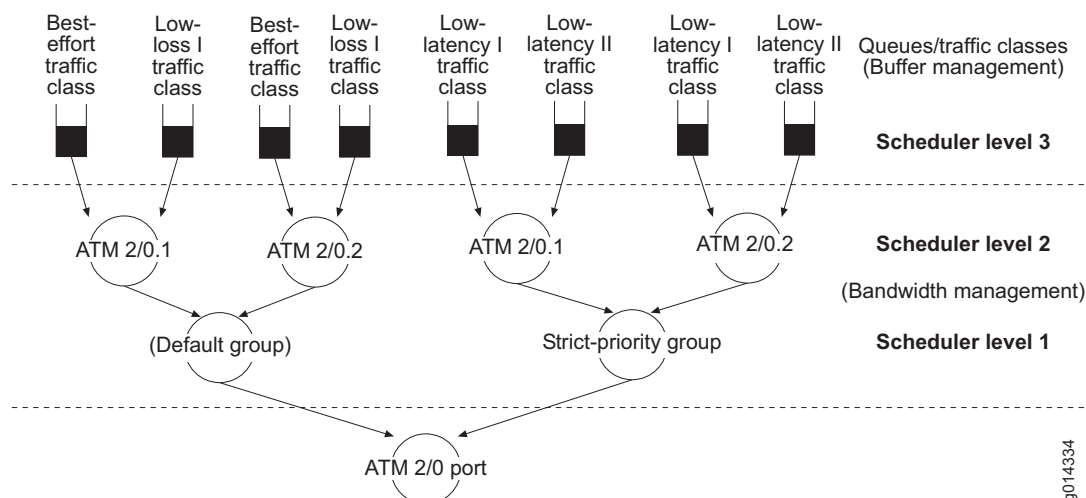 Best-
effort
traffic
class
Low-
loss I
traffic
class
Best-
effort
traffic
class
Low-
loss I
traffic
class
Low-
latency I
traffic
class
Low-
latency II
traffic
class
Low-
latency I
traffic
class
Low-
latency II
traffic
class
Queues/traffic classes
(Buffer management)
Scheduler level 3
ATM 2/0.1
ATM 2/0.2
ATM 2/0.1
ATM 2/0.2
Scheduler level 2
(Bandwidth management)
(Default group)
Strict-priority group
Scheduler level 1
ATM 2/0 port
g014334